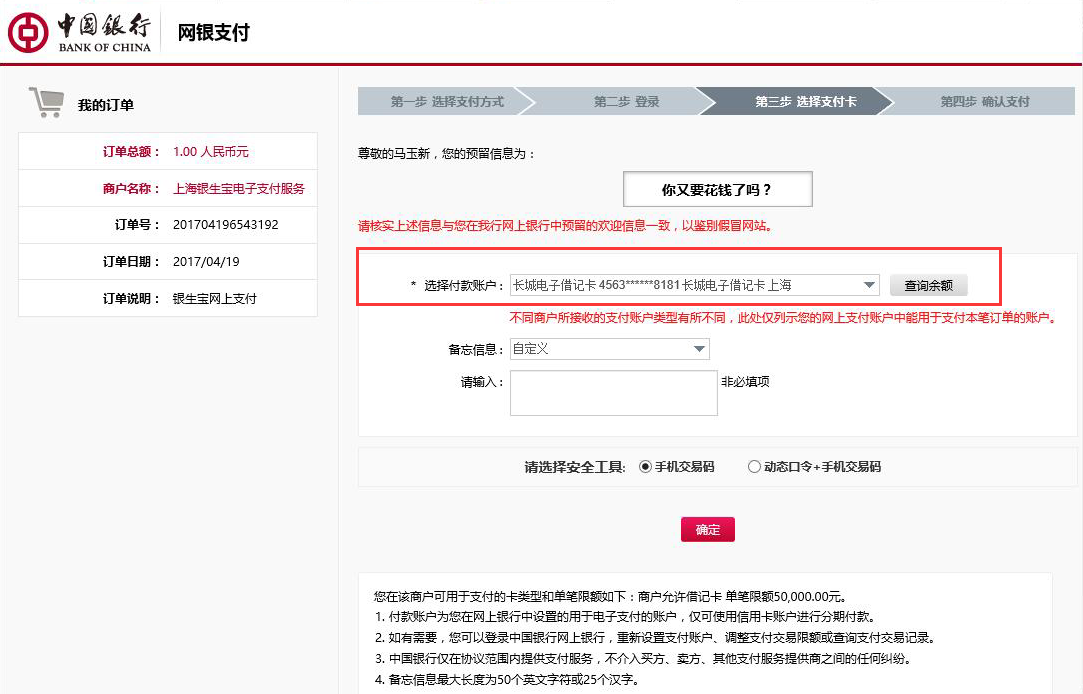 中国银行
BANK OF CHINA
网银支付
我的订单
订单总额： 1.00 人民币元
商户名称： 上海银生宝电子支付服务
订单号： 201704196543192
订单日期： 2017/04/19
订单说明： 银生宝网上支付
第一步 选择支付方式 第二步 登录 第三步 选择支付卡 第四步 确认支付
尊敬的马玉新，您的预留信息为：
你又要花钱了吗？
请核实上述信息与您在我行网上银行中预留的欢迎信息一致，以鉴别假冒网站。
* 选择付款账户： 长城电子借记卡 4563******8181 长城电子借记卡 上海 查询余额
不同商户所接收的支付账户类型有所不同，此处仅列示您的网上支付账户中能用于支付本笔订单的账户。
备忘信息： 自定义
请输入： 非必填项
请选择安全工具: 手机交易码 动态口令+手机交易码
确定
您在该商户可用于支付的卡类型和单笔限额如下：商户允许借记卡 单笔限额50,000.00元。
1. 付款账户为您在网上银行中设置的用于电子支付的账户，仅可使用信用卡账户进行分期付款。
2. 如有需要，您可以登录中国银行网上银行，重新设置支付账户、调整支付交易限额或查询支付交易记录。
3. 中国银行仅在协议范围内提供支付服务，不介入买方、卖方、其他支付服务提供商之间的任何纠纷。
4. 备忘信息最大长度为50个英文字符或25个汉字。